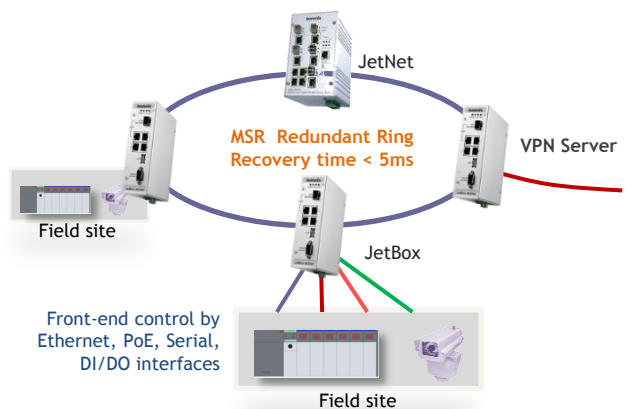 JetNet
MSR Redundant Ring
Recovery time < 5ms
VPN Server
Field site
JetBox
Front-end control by
Ethernet, PoE, Serial,
DI/DO interfaces
Field site